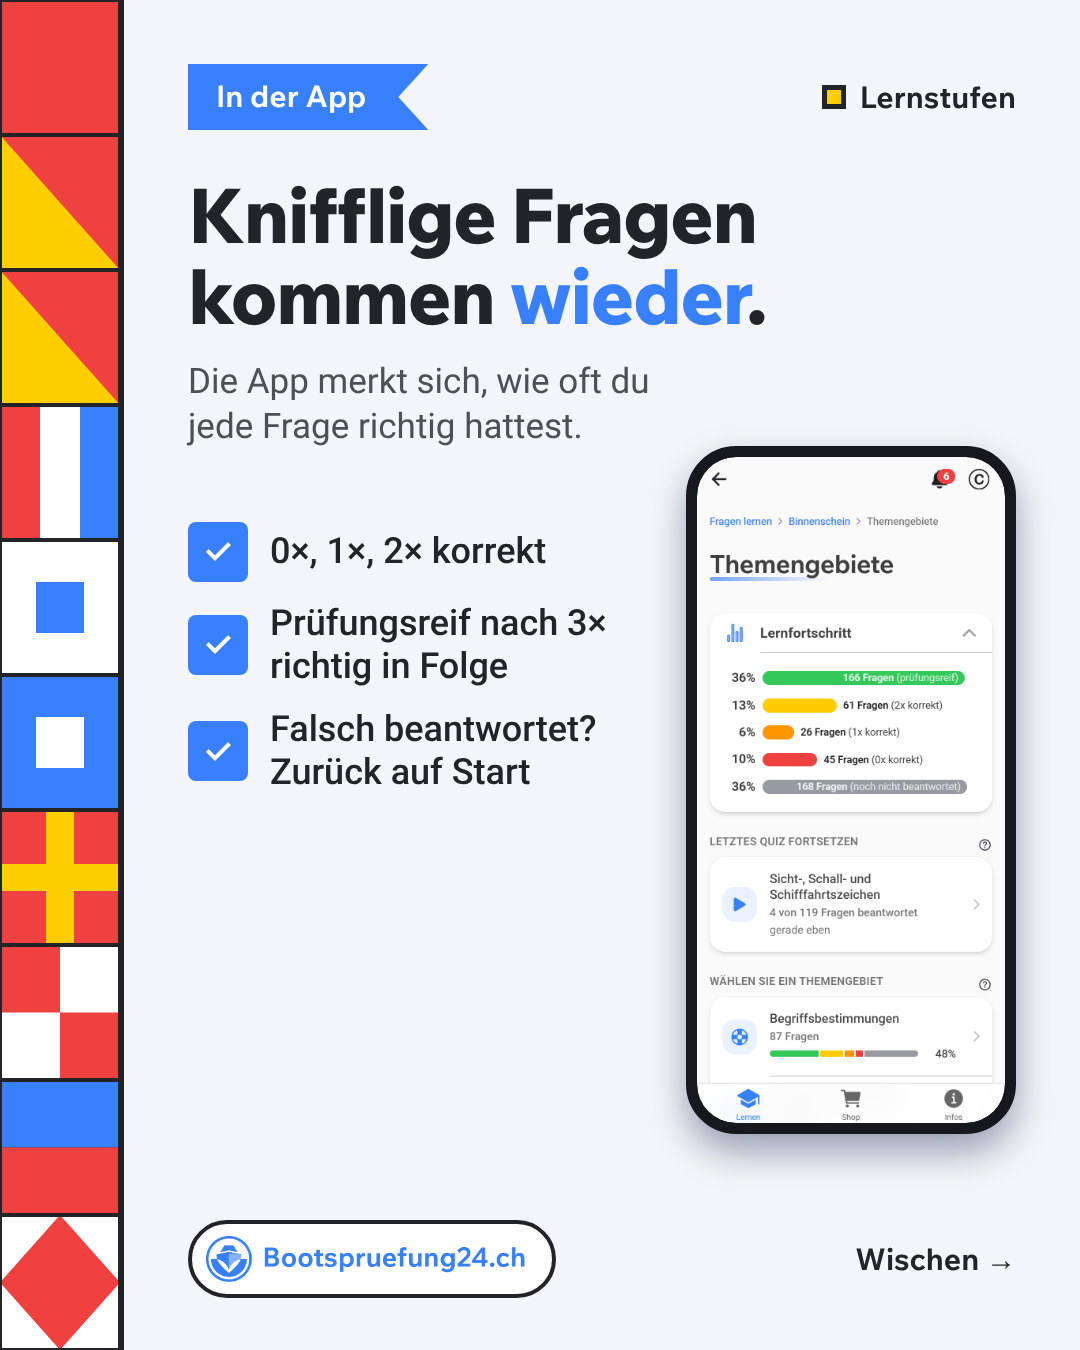 In der App
Lernstufen
Knifflige Fragen
kommen wieder.
Die App merkt sich, wie oft du
jede Frage richtig hattest.
0×, 1×, 2× korrekt
Prüfungsreif nach 3×
richtig in Folge
Falsch beantwortet?
Zurück auf Start
6
C
Fragen lernen > Binnenschein > Themengebiete
Themengebiete
Lernfortschritt
36% 166 Fragen (prüfungsreif)
13% 61 Fragen (2x korrekt)
6% 26 Fragen (1x korrekt)
10% 45 Fragen (0x korrekt)
36% 168 Fragen (noch nicht beantwortet)
LETZTES QUIZ FORTSETZEN
Sicht-, Schall- und
Schifffahrtszeichen
4 von 119 Fragen beantwortet
gerade eben
WÄHLEN SIE EIN THEMENGEBIET
Begriffsbestimmungen
87 Fragen
48%
Lernen Shop Infos
Bootspruefung24.ch
Wischen →